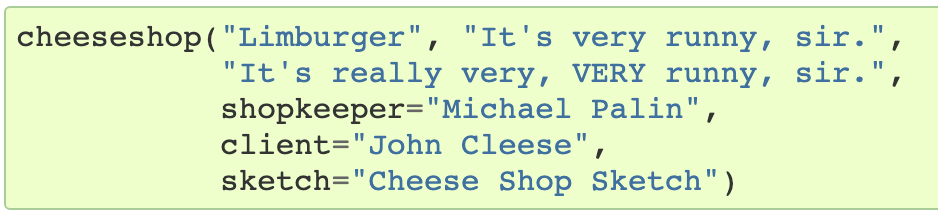 cheeseshop("Limburger", "It's very runny, sir.",
"It's really very, VERY runny, sir.",
shopkeeper="Michael Palin",
client="John Cleese",
sketch="Cheese Shop Sketch")